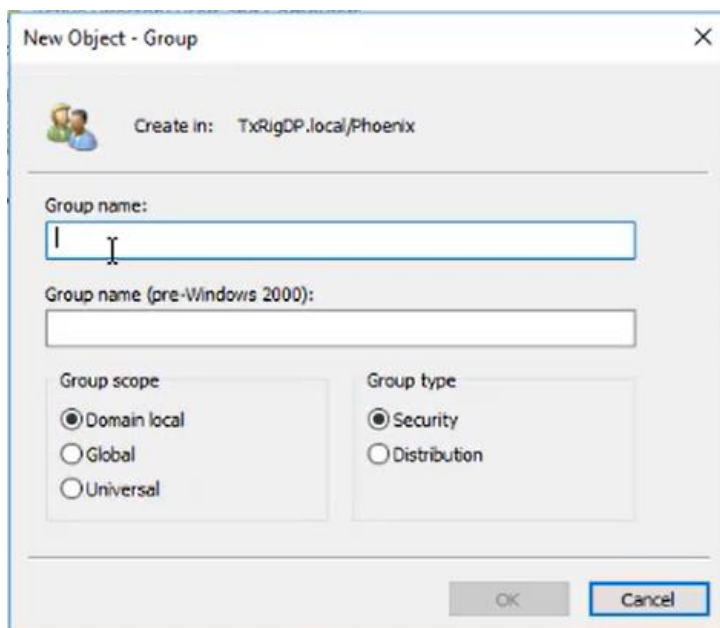 New Object - Group
Create in: TxRigDP.local/Phoenix
Group name:
Group name (pre-Windows 2000):
Group scope
Domain local
Global
Universal
Group type
Security
Distribution
OK
Cancel